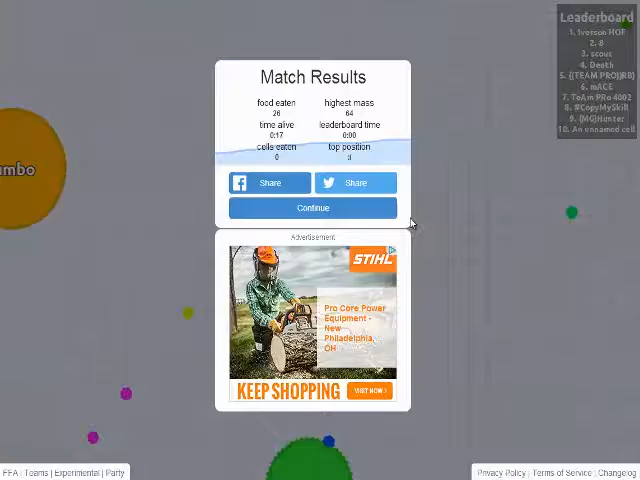 Leaderboard
1. Iverson HOF
2. 8
3. scout
4. Death
5. ((TEAM PRO))RB)
6. mACE
7. ToAm PRo 4002
8. #CopyMySkill
9. (MG)Hunter
10. An unnamed cell
Match Results
food eaten
highest mass
26
64
time alive
leaderboard time
0:17
0:00
cells eaten
top position
0
:(
Share
Share
Continue
umbo
Advertisement
STIHL
Pro Core Power
Equipment -
New
Philadelphia,
OH
KEEP SHOPPING
VISIT NOW >
FFA | Teams | Experimental | Party
Privacy Policy | Terms of Service | Changelog